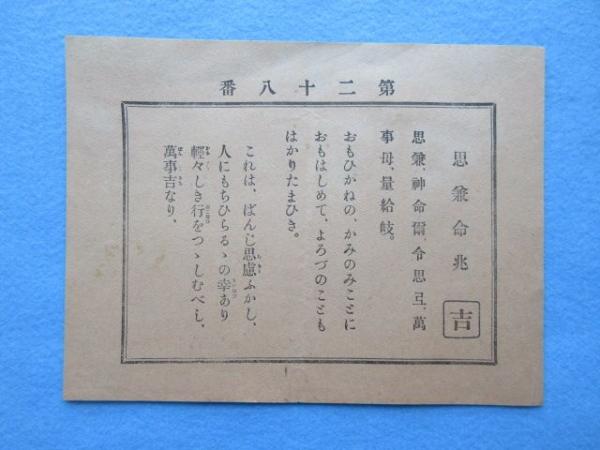 第二十八番
思兼命兆
吉
思兼、神命爾、令思弖、萬
事母、量給岐。
おもひがねの、かみのみことに
おもはしめて、よろづのことも
はかりたまひき。
これは、ばんじ思慮ふかし、
人にもちひらるゝの幸あり
輕々しき行をつゝしむべし、
萬事吉なり、